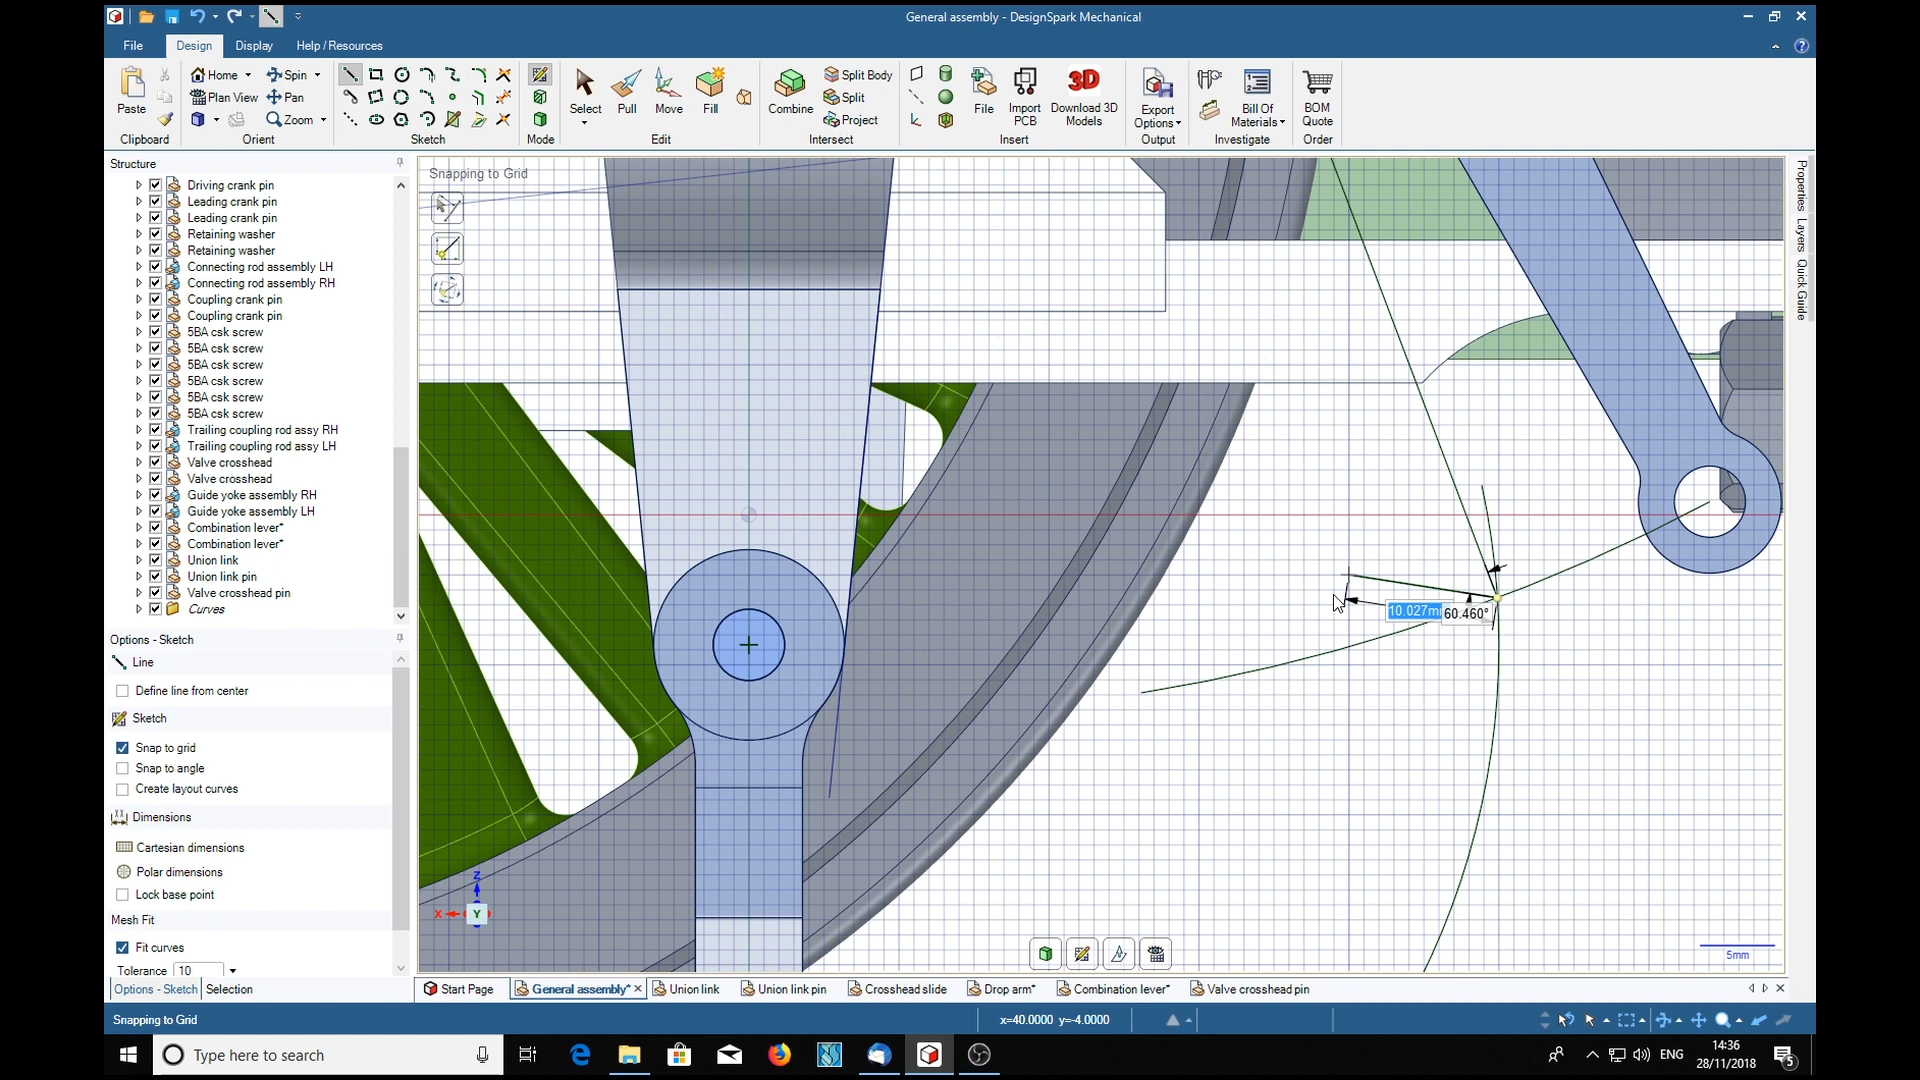 General assembly - DesignSpark Mechanical
File
Design
Display
Help / Resources
Paste
Clipboard
Home
Spin
Plan View
Pan
Zoom
Orient
Sketch
Mode
Select
Pull
Move
Fill
Edit
Combine
Split Body
Split
Project
Intersect
File
Import PCB
Download 3D Models
3D
Insert
Export Options
Output
Bill Of Materials
Investigate
BOM Quote
Order
Structure
Driving crank pin
Leading crank pin
Leading crank pin
Retaining washer
Retaining washer
Connecting rod assembly LH
Connecting rod assembly RH
Coupling crank pin
Coupling crank pin
5BA csk screw
5BA csk screw
5BA csk screw
5BA csk screw
5BA csk screw
5BA csk screw
Trailing coupling rod assy RH
Trailing coupling rod assy LH
Valve crosshead
Valve crosshead
Guide yoke assembly RH
Guide yoke assembly LH
Combination lever*
Combination lever*
Union link
Union link pin
Valve crosshead pin
Curves
Options - Sketch
Line
Define line from center
Sketch
Snap to grid
Snap to angle
Create layout curves
Dimensions
Cartesian dimensions
Polar dimensions
Lock base point
Mesh Fit
Fit curves
Tolerance 10
Options - Sketch
Selection
Snapping to Grid
10.027m
60.460°
Z
X
Y
5mm
Properties
Layers
Quick Guide
Start Page
General assembly*
Union link
Union link pin
Crosshead slide
Drop arm*
Combination lever*
Valve crosshead pin
Snapping to Grid
x=40.0000 y=-4.0000
Type here to search
ENG
14:36
28/11/2018
5